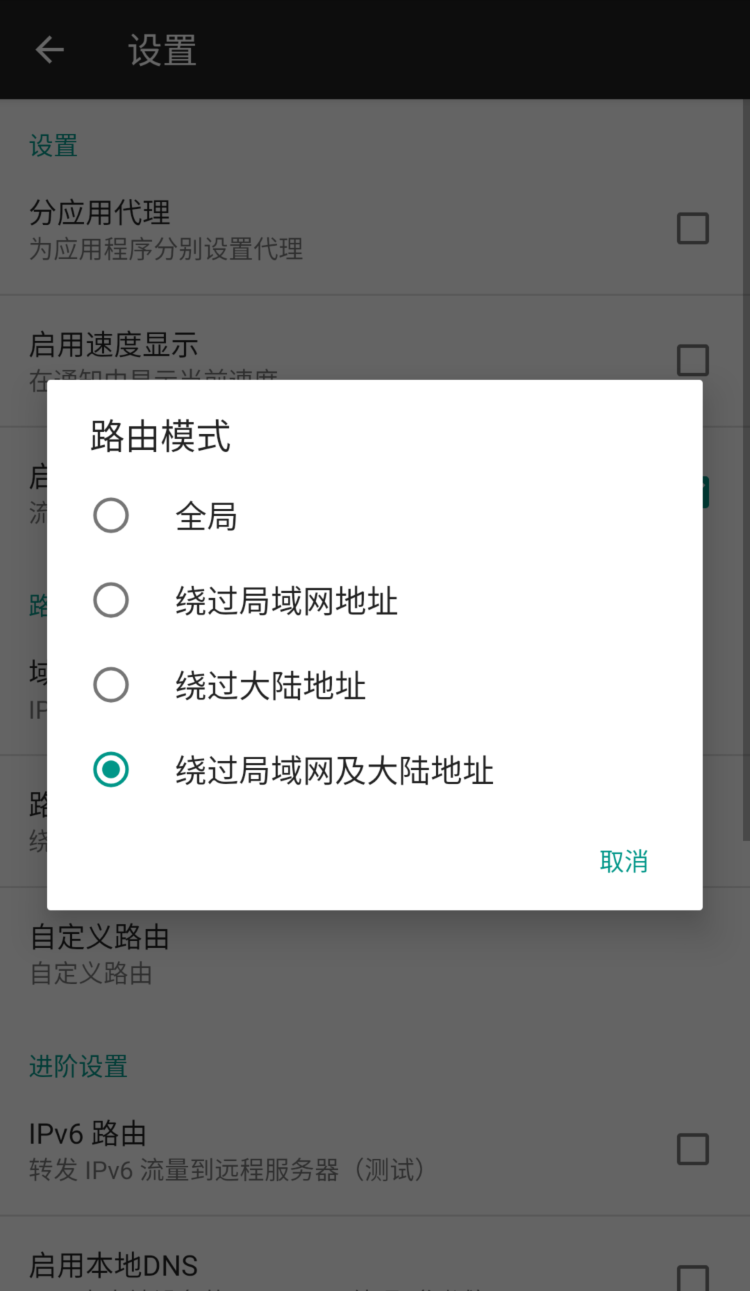 设置
设置
分应用代理
为应用程序分别设置代理
启用速度显示
在通知中显示当前速度
路由模式
全局
绕过局域网地址
绕过大陆地址
绕过局域网及大陆地址
取消
启
流
路
域
IP
路
绕
自定义路由
自定义路由
进阶设置
IPv6 路由
转发 IPv6 流量到远程服务器（测试）
启用本地DNS